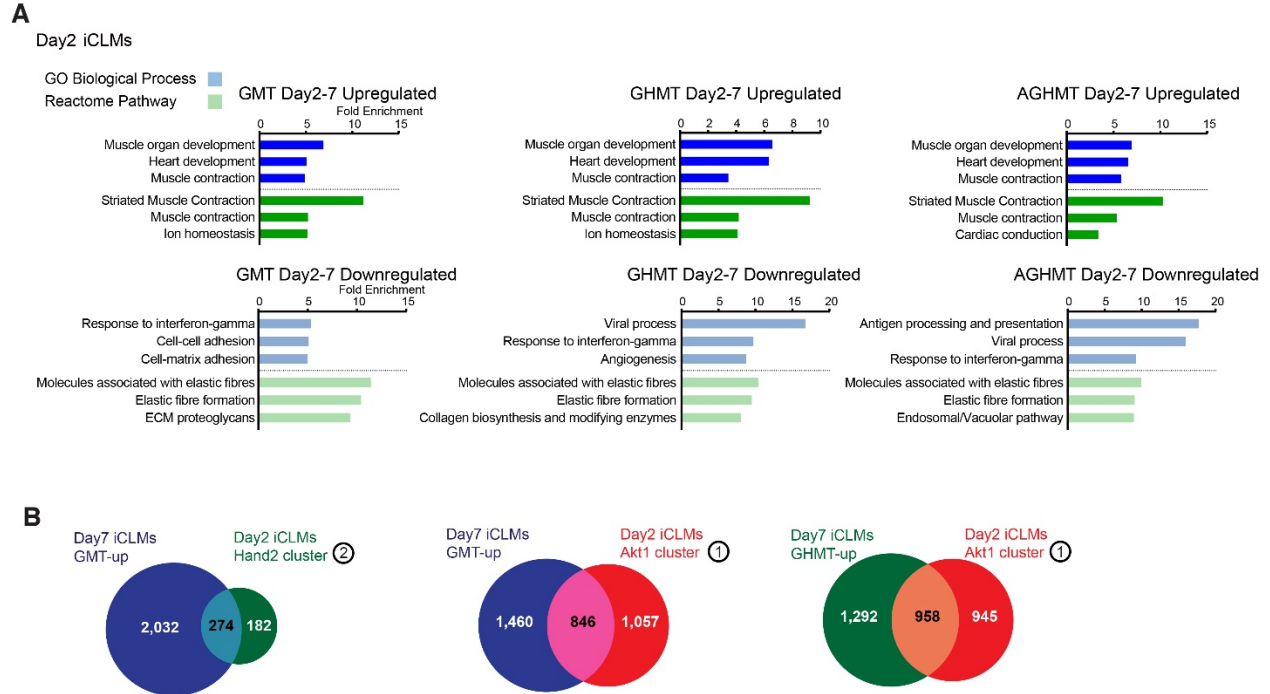 A
Day2 iCLMs
GO Biological Process
Reactome Pathway
GMT Day2-7 Upregulated
Fold Enrichment
0 5 10 15
Muscle organ development
Heart development
Muscle contraction
Striated Muscle Contraction
Muscle contraction
Ion homeostasis
GHMT Day2-7 Upregulated
0 2 4 6 8 10
Muscle organ development
Heart development
Muscle contraction
Striated Muscle Contraction
Muscle contraction
Ion homeostasis
AGHMT Day2-7 Upregulated
0 5 10 15
Muscle organ development
Heart development
Muscle contraction
Striated Muscle Contraction
Muscle contraction
Cardiac conduction
GMT Day2-7 Downregulated
Fold Enrichment
0 5 10 15
Response to interferon-gamma
Cell-cell adhesion
Cell-matrix adhesion
Molecules associated with elastic fibres
Elastic fibre formation
ECM proteoglycans
GHMT Day2-7 Downregulated
0 5 10 15 20
Viral process
Response to interferon-gamma
Angiogenesis
Molecules associated with elastic fibres
Elastic fibre formation
Collagen biosynthesis and modifying enzymes
AGHMT Day2-7 Downregulated
0 5 10 15 20
Antigen processing and presentation
Viral process
Response to interferon-gamma
Molecules associated with elastic fibres
Elastic fibre formation
Endosomal/Vacuolar pathway
B
Day7 iCLMs
GMT-up
Day2 iCLMs
Hand2 cluster 2
2,032 274 182
Day7 iCLMs
GMT-up
Day2 iCLMs
Akt1 cluster 1
1,460 846 1,057
Day7 iCLMs
GHMT-up
Day2 iCLMs
Akt1 cluster 1
1,292 958 945